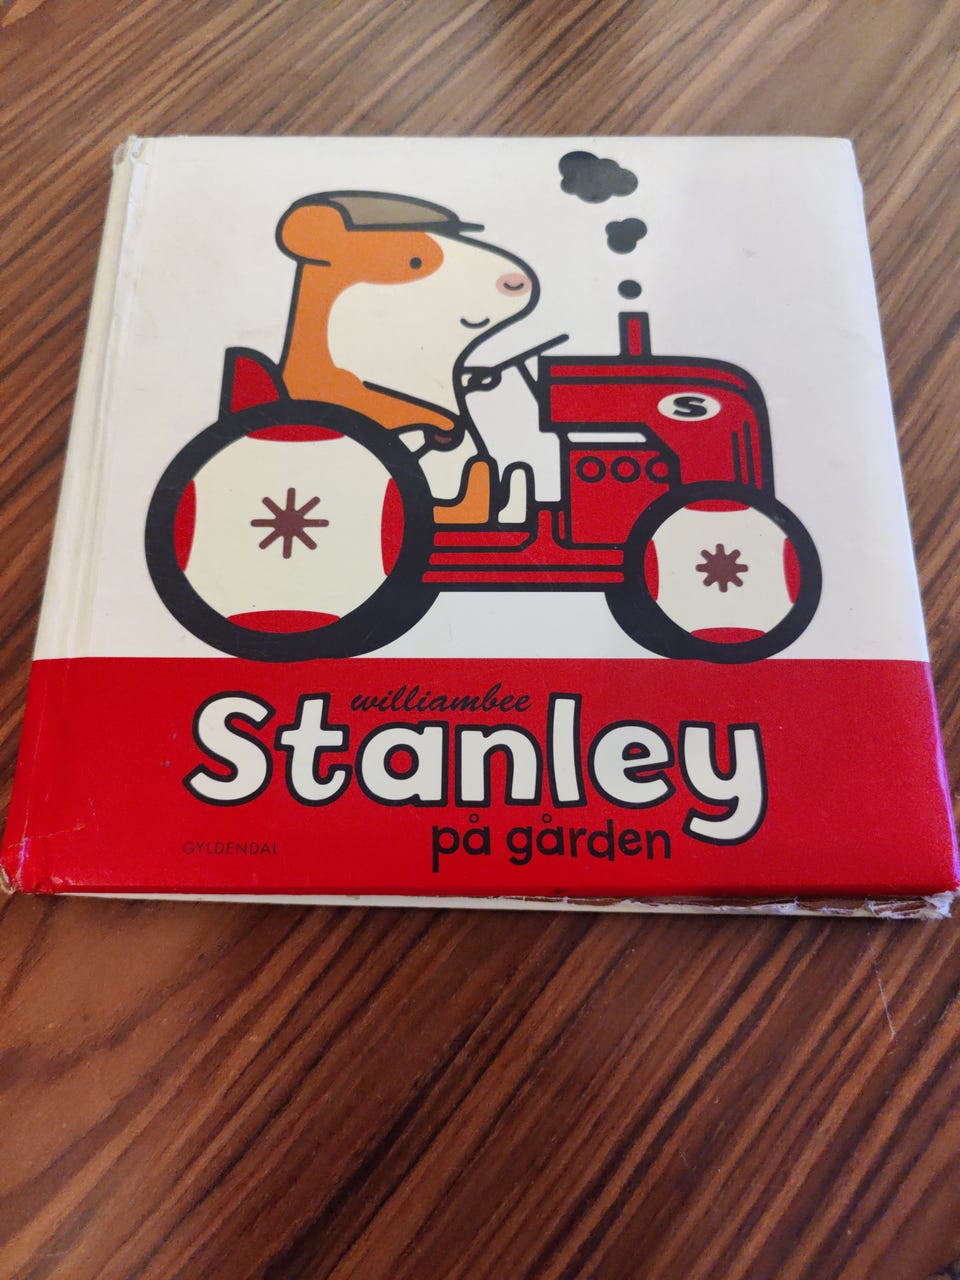 S
williambee
Stanley
på gården
GYLDENDAL